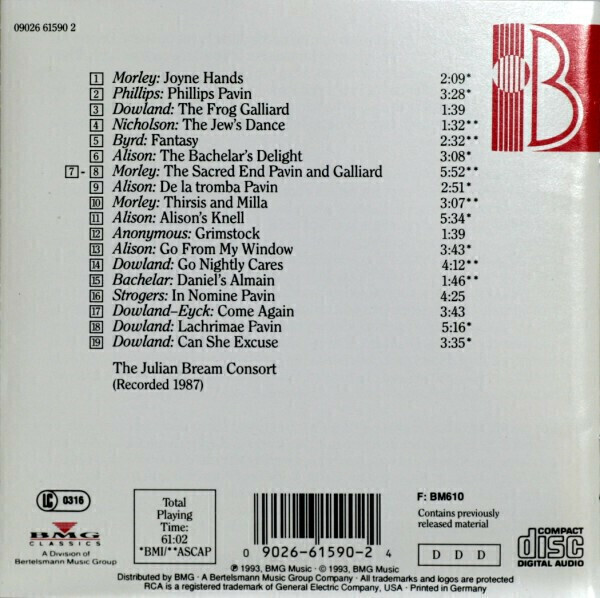 09026 61590 2
B
1 Morley: Joyne Hands 2:09*
2 Phillips: Phillips Pavin 3:28*
3 Dowland: The Frog Galliard 1:39
4 Nicholson: The Jew's Dance 1:32**
5 Byrd: Fantasy 2:32**
6 Alison: The Bachelar's Delight 3:08*
7 - 8 Morley: The Sacred End Pavin and Galliard 5:52**
9 Alison: De la tromba Pavin 2:51*
10 Morley: Thirsis and Milla 3:07**
11 Alison: Alison's Knell 5:34*
12 Anonymous: Grimstock 1:39
13 Alison: Go From My Window 3:43*
14 Dowland: Go Nightly Cares 4:12**
15 Bachelar: Daniel's Almain 1:46**
16 Strogers: In Nomine Pavin 4:25
17 Dowland–Eyck: Come Again 3:43
18 Dowland: Lachrimae Pavin 5:16*
19 Dowland: Can She Excuse 3:35*
The Julian Bream Consort
(Recorded 1987)
LC 0316
BMG
CLASSICS
A Division of
Bertelsmann Music Group
Total
Playing
Time:
61:02
*BMI/**ASCAP
0 9026-61590-2 4
F: BM610
Contains previously
released material
D D D
COMPACT
disc
DIGITAL AUDIO
℗ 1993, BMG Music · © 1993, BMG Music
Distributed by BMG · A Bertelsmann Music Group Company · All trademarks and logos are protected
RCA is a registered trademark of General Electric Company, USA · Printed in Germany